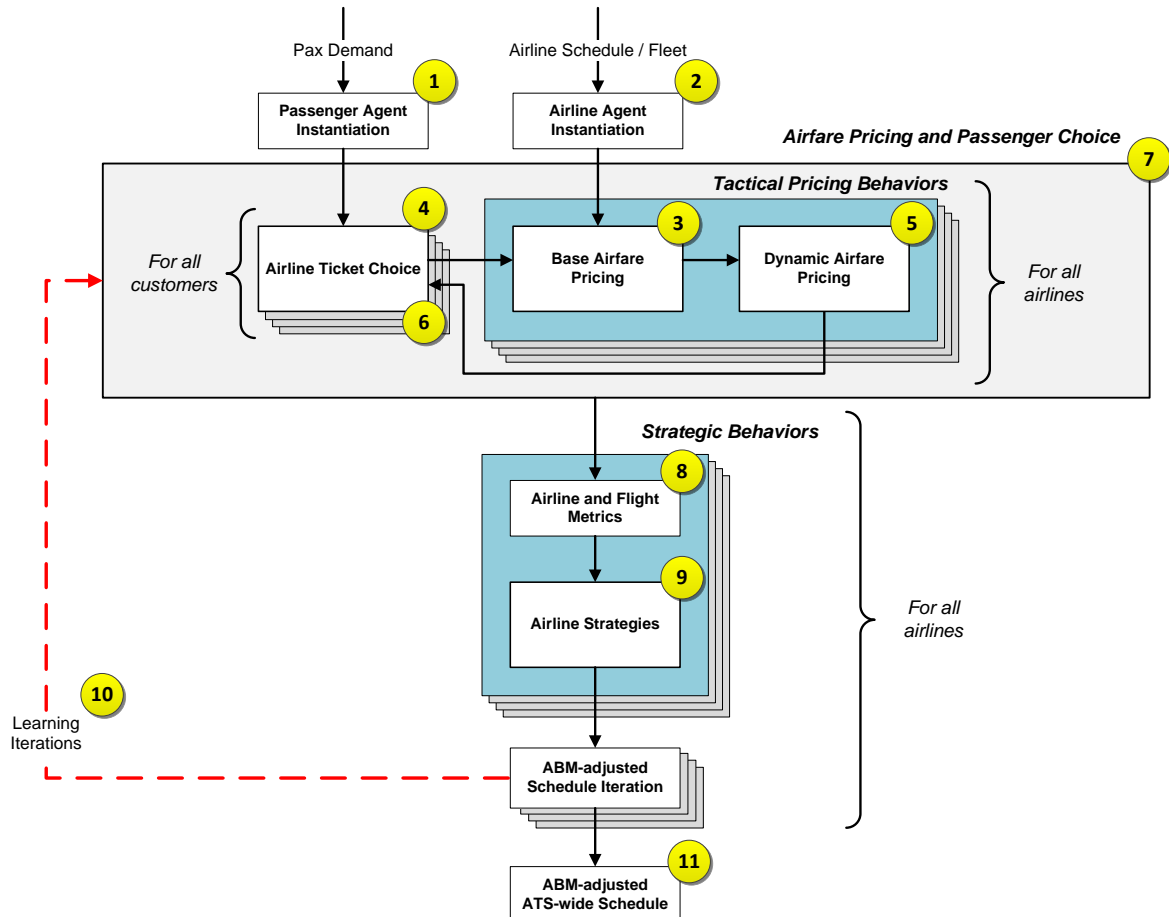 Pax Demand
Airline Schedule / Fleet
1
2
Passenger Agent
Instantiation
Airline Agent
Instantiation
Airfare Pricing and Passenger Choice
7
Tactical Pricing Behaviors
4
3
5
For all
customers
Airline Ticket Choice
Base Airfare
Pricing
Dynamic Airfare
Pricing
For all
airlines
6
Strategic Behaviors
8
Airline and Flight
Metrics
9
Airline Strategies
For all
airlines
10
Learning
Iterations
ABM-adjusted
Schedule Iteration
11
ABM-adjusted
ATS-wide Schedule